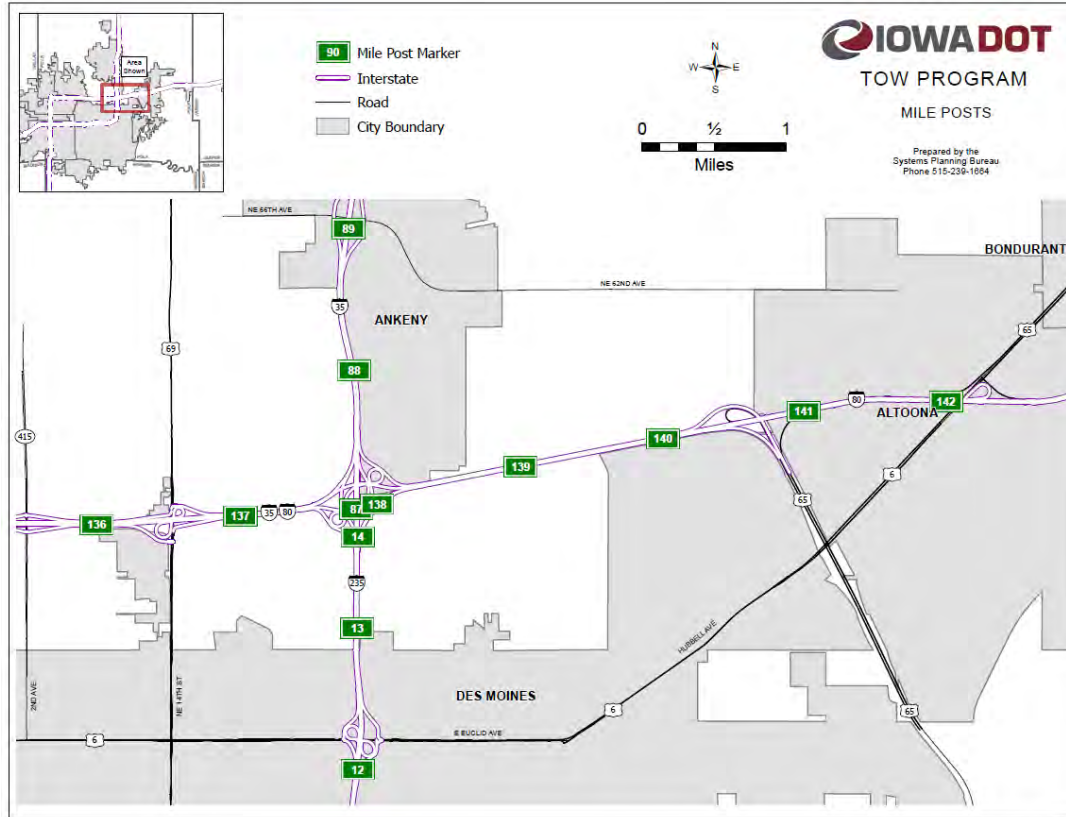 Area
Shown
90 Mile Post Marker
Interstate
Road
City Boundary
N
W E
S
0 ½ 1
Miles
IOWADOT
TOW PROGRAM
MILE POSTS
Prepared by the
Systems Planning Bureau
Phone 515-239-1664
NE 66TH AVE
89
BONDURANT
NE 62ND AVE
35
ANKENY
65
69
88
80
142
141
ALTOONA
415
140
139
6
138
87
65
137
35
80
136
14
235
13
HUBBELL AVE
2ND AVE
NE 14TH ST
DES MOINES
6
65
6
E EUCLID AVE
12